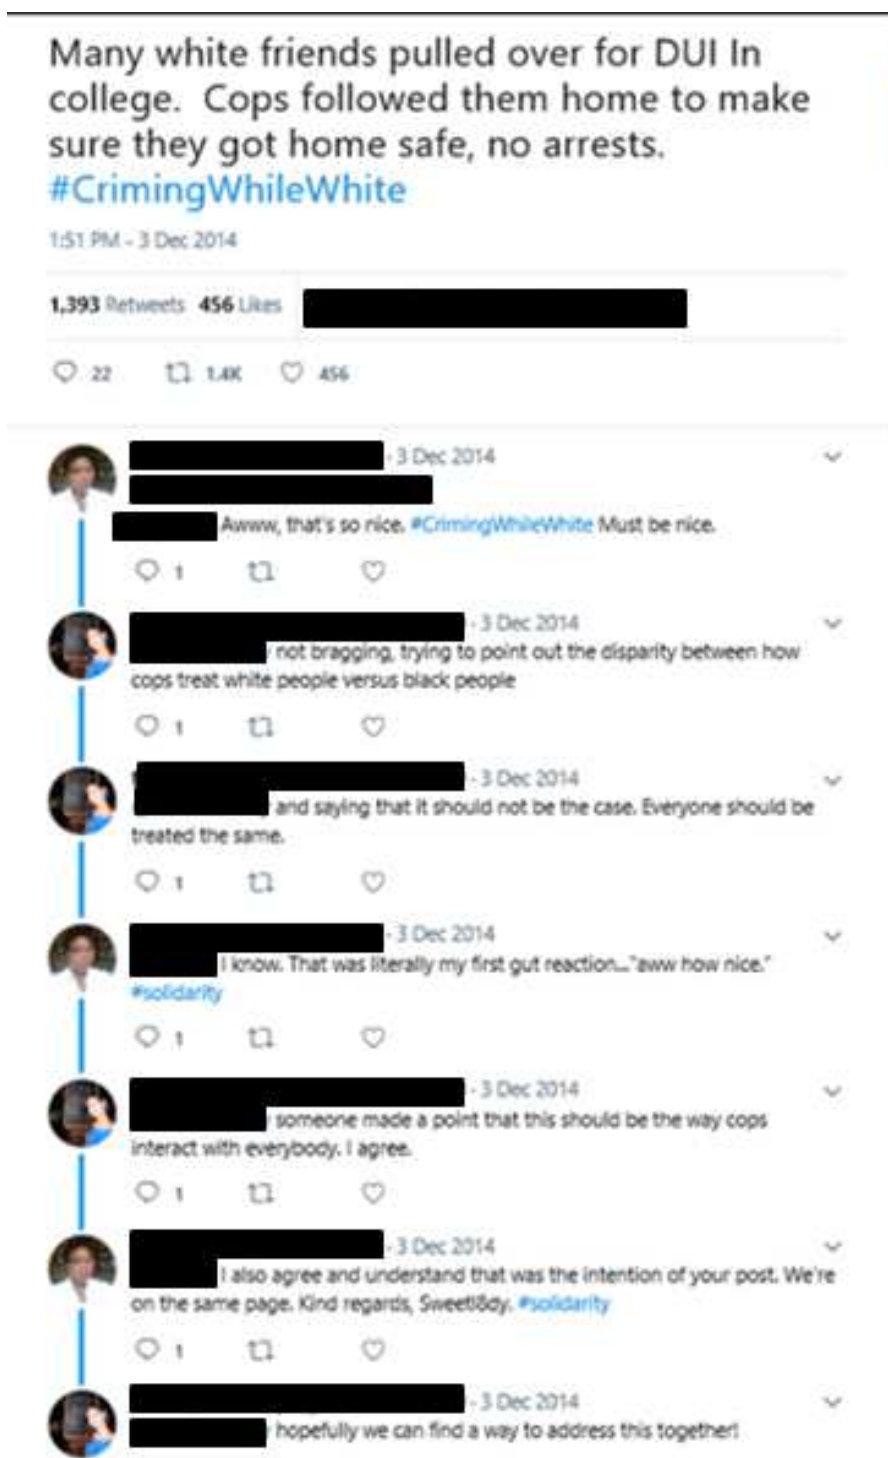 Many white friends pulled over for DUI In
college. Cops followed them home to make
sure they got home safe, no arrests.
#CrimingWhileWhite
1:51 PM - 3 Dec 2014
1,393 Retweets 456 Likes
22 1.4K 456
- 3 Dec 2014
Awww, that's so nice. #CrimingWhileWhite Must be nice.
1
- 3 Dec 2014
not bragging, trying to point out the disparity between how
cops treat white people versus black people
1
- 3 Dec 2014
and saying that it should not be the case. Everyone should be
treated the same.
1
- 3 Dec 2014
I know. That was literally my first gut reaction..."aww how nice."
#solidarity
1
- 3 Dec 2014
someone made a point that this should be the way cops
interact with everybody. I agree.
1
- 3 Dec 2014
I also agree and understand that was the intention of your post. We're
on the same page. Kind regards, Sweetl8dy. #solidarity
1
- 3 Dec 2014
hopefully we can find a way to address this together!